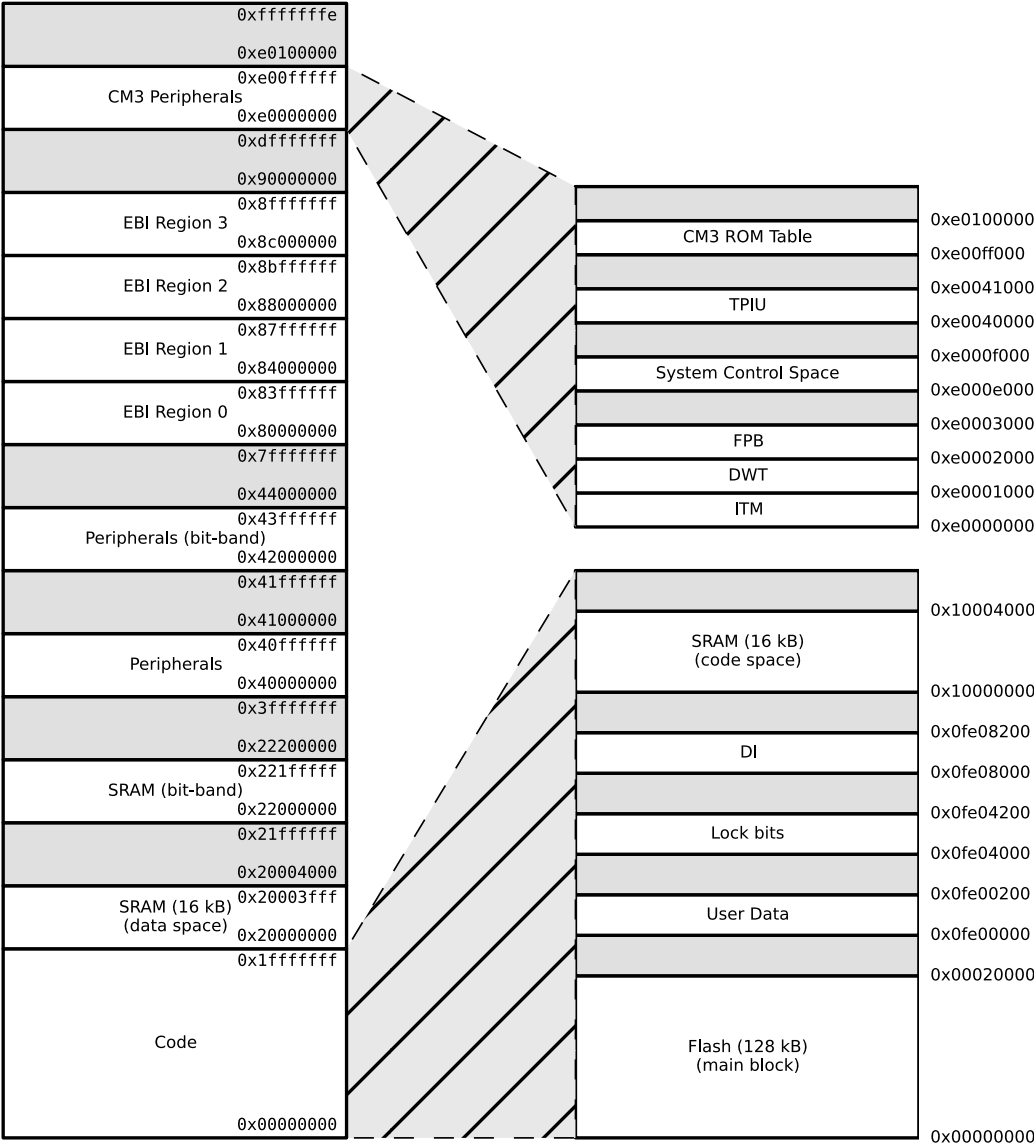 0xfffffffe
0xe0100000
0xe00fffff
CM3 Peripherals
0xe0000000
0xdfffffff
0x90000000
0x8fffffff
EBI Region 3
0x8c000000
0x8bffffff
EBI Region 2
0x88000000
0x87ffffff
EBI Region 1
0x84000000
0x83ffffff
EBI Region 0
0x80000000
0x7fffffff
0x44000000
0x43ffffff
Peripherals (bit-band)
0x42000000
0x41ffffff
0x41000000
0x40ffffff
Peripherals
0x40000000
0x3fffffff
0x22200000
0x221fffff
SRAM (bit-band)
0x22000000
0x21ffffff
0x20004000
0x20003fff
SRAM (16 kB)
(data space)
0x20000000
0x1fffffff
Code
0x00000000
0xe0100000
CM3 ROM Table
0xe00ff000
0xe0041000
TPIU
0xe0040000
0xe000f000
System Control Space
0xe000e000
0xe0003000
FPB
0xe0002000
DWT
0xe0001000
ITM
0xe0000000
0x10004000
SRAM (16 kB)
(code space)
0x10000000
0x0fe08200
DI
0x0fe08000
0x0fe04200
Lock bits
0x0fe04000
0x0fe00200
User Data
0x0fe00000
0x00020000
Flash (128 kB)
(main block)
0x00000000